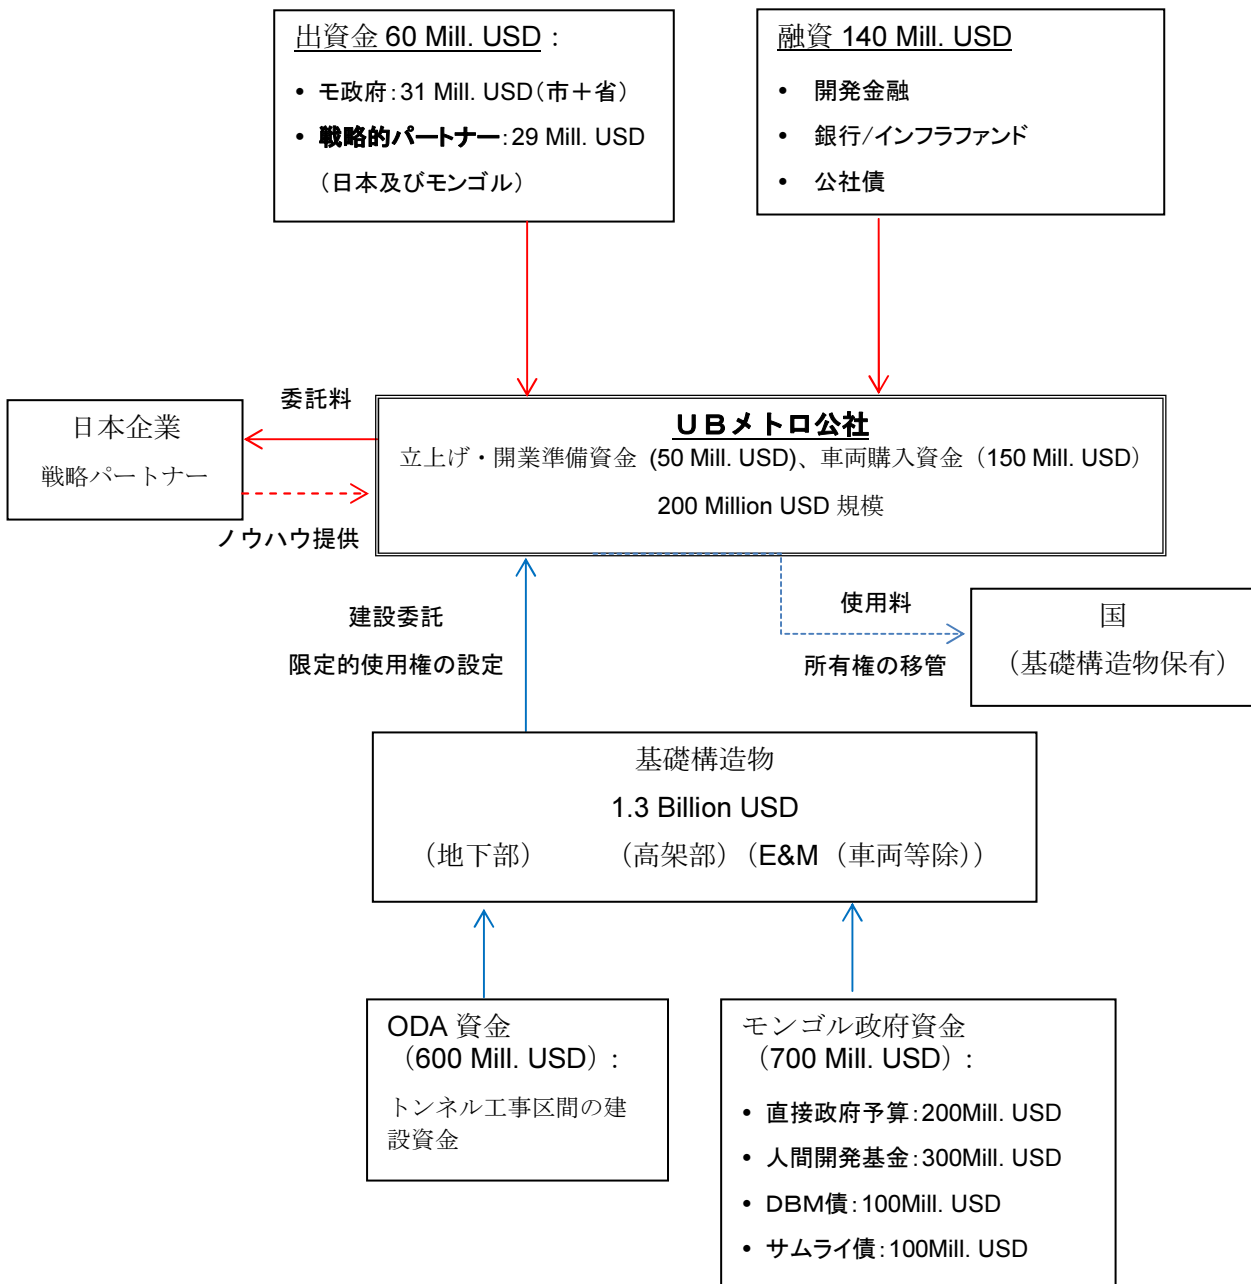 出資金 60 Mill. USD：
• モ政府：31 Mill. USD（市＋省）
• 戦略的パートナー：29 Mill. USD
（日本及びモンゴル）
融資 140 Mill. USD
• 開発金融
• 銀行/インフラファンド
• 公社債
委託料
日本企業
戦略パートナー
ノウハウ提供
ＵＢメトロ公社
立上げ・開業準備資金 (50 Mill. USD)、車両購入資金（150 Mill. USD）
200 Million USD 規模
建設委託
限定的使用権の設定
使用料
所有権の移管
国
（基礎構造物保有）
基礎構造物
1.3 Billion USD
（地下部） （高架部）（E&M（車両等除））
ODA 資金
（600 Mill. USD）：
トンネル工事区間の建
設資金
モンゴル政府資金
（700 Mill. USD）：
• 直接政府予算：200Mill. USD
• 人間開発基金：300Mill. USD
• ＤＢＭ債：100Mill. USD
• サムライ債：100Mill. USD